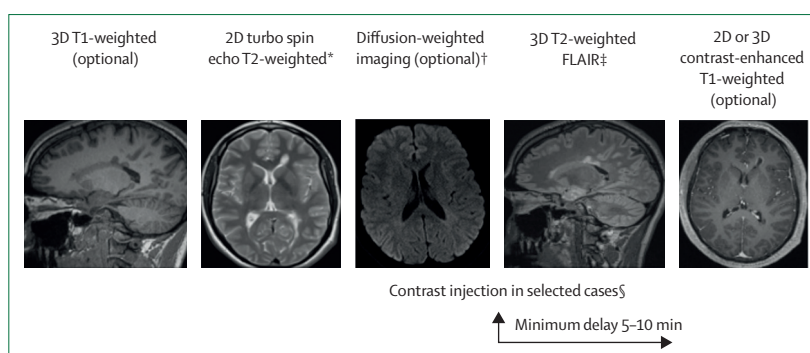 3D T1-weighted
(optional)
2D turbo spin
echo T2-weighted*
Diffusion-weighted
imaging (optional)†
3D T2-weighted
FLAIR‡
2D or 3D
contrast-enhanced
T1-weighted
(optional)
Contrast injection in selected cases§
Minimum delay 5–10 min